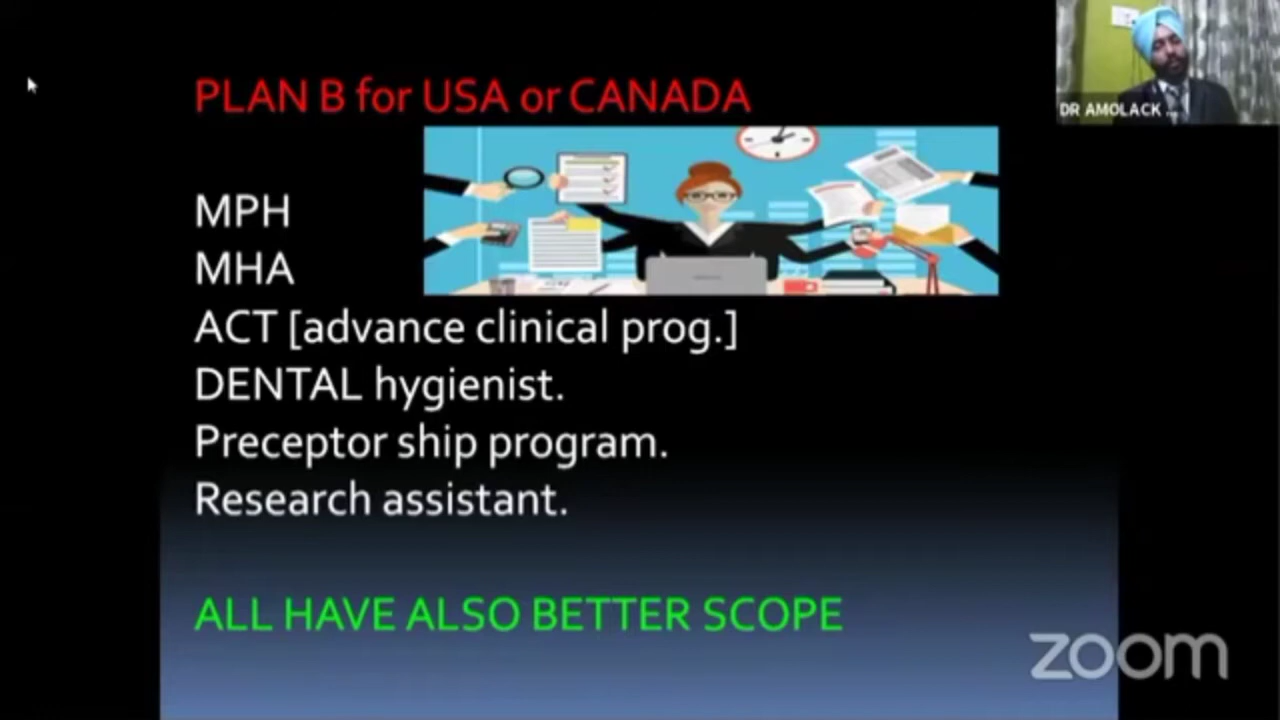 PLAN B for USA or CANADA
DR AMOLACK ...
MPH
MHA
ACT [advance clinical prog.]
DENTAL hygienist.
Preceptor ship program.
Research assistant.
ALL HAVE ALSO BETTER SCOPE
zoom